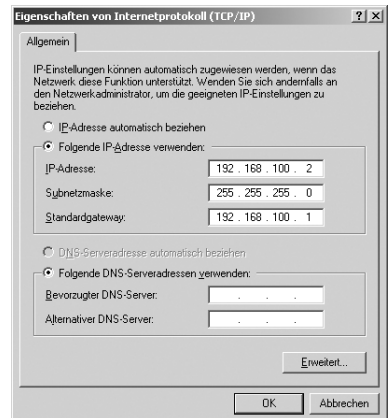 Eigenschaften von Internetprotokoll (TCP/IP)
Allgemein
IP-Einstellungen können automatisch zugewiesen werden, wenn das
Netzwerk diese Funktion unterstützt. Wenden Sie sich andernfalls an
den Netzwerkadministrator, um die geeigneten IP-Einstellungen zu
beziehen.
IP-Adresse automatisch beziehen
Folgende IP-Adresse verwenden:
IP-Adresse: 192 . 168 . 100 . 2
Subnetzmaske: 255 . 255 . 255 . 0
Standardgateway: 192 . 168 . 100 . 1
DNS-Serveradresse automatisch beziehen
Folgende DNS-Serveradressen verwenden:
Bevorzugter DNS-Server: . . .
Alternativer DNS-Server: . . .
Erweitert...
OK Abbrechen